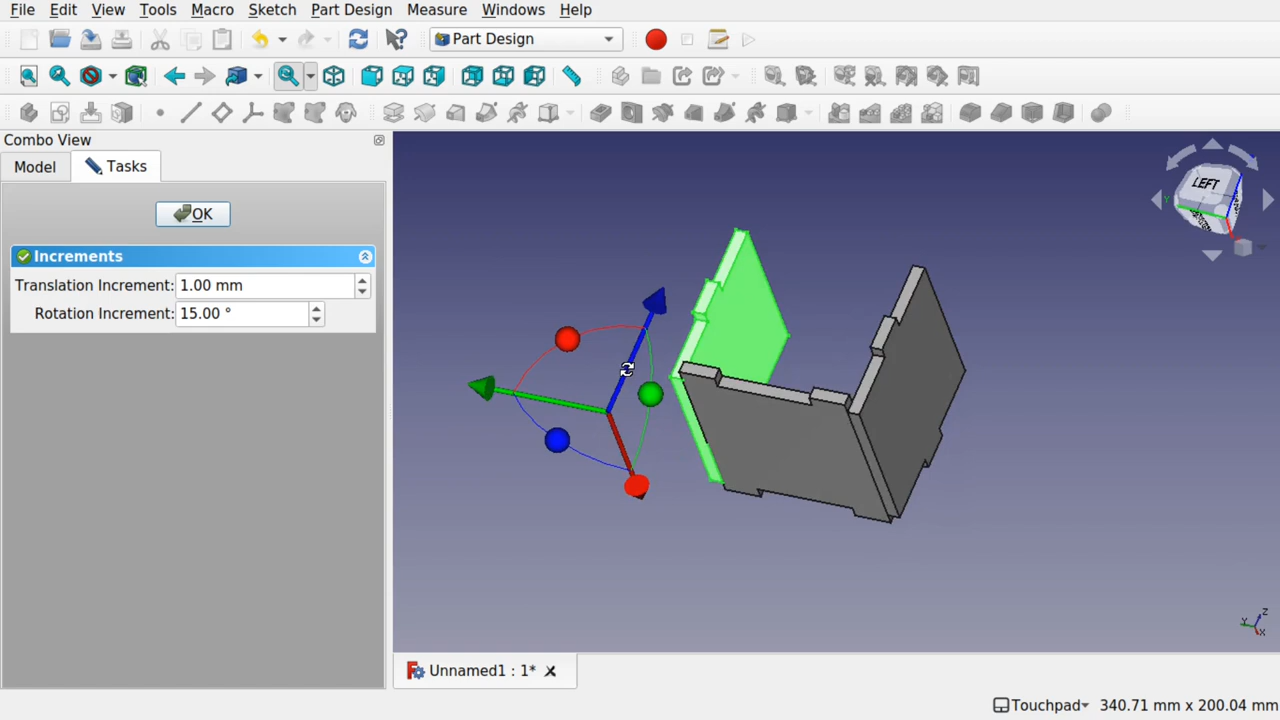 File Edit View Tools Macro Sketch Part Design Measure Windows Help
Part Design
Combo View
Model Tasks
OK
Increments
Translation Increment: 1.00 mm
Rotation Increment: 15.00 °
LEFT
Y
Z
Y
X
Unnamed1 : 1*
Touchpad 340.71 mm x 200.04 mm